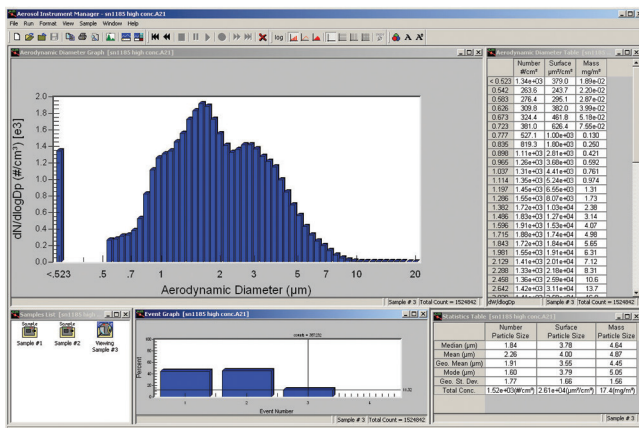 Aerosol Instrument Manager - sn1185 high conc.A21
File Run Format View Sample Window Help
log
Aerodynamic Diameter Graph [sn1185 high conc.A21]
dN/dlogDp (#/cm³) [e3]
2.0
1.8
1.6
1.4
1.2
1.0
0.8
0.6
0.4
0.2
0.0
<.523 .5 .7 1 2 3 5 7 10 20
Aerodynamic Diameter (µm)
Sample # 3 Total Count = 1524842
Aerodynamic Diameter Table
Number Surface Mass
#/cm³ µm²/cm³ mg/m³
< 0.523 1.34e+03 379.0 1.89e-02
0.542 263.6 243.7 2.20e-02
0.583 276.4 295.1 2.87e-02
0.626 309.8 382.0 3.99e-02
0.673 324.4 461.8 5.18e-02
0.723 381.0 626.4 7.55e-02
0.777 527.1 1.00e+03 0.130
0.835 819.3 1.80e+03 0.250
0.898 1.11e+03 2.81e+03 0.421
0.965 1.26e+03 3.68e+03 0.592
1.037 1.31e+03 4.41e+03 0.761
1.114 1.35e+03 5.24e+03 0.974
1.197 1.45e+03 6.55e+03 1.31
1.286 1.55e+03 8.07e+03 1.73
1.382 1.72e+03 1.03e+04 2.38
1.486 1.83e+03 1.27e+04 3.14
1.596 1.91e+03 1.53e+04 4.07
1.715 1.88e+03 1.74e+04 4.98
1.843 1.72e+03 1.84e+04 5.65
1.981 1.55e+03 1.91e+04 6.31
2.129 1.41e+03 2.01e+04 7.12
2.288 1.33e+03 2.18e+04 8.31
2.458 1.36e+03 2.59e+04 10.6
2.642 1.42e+03 3.11e+04 13.7
dW/dlogDp Sample # 3 Total Count = 1524842
Samples List [sn1185 high
Sample #1
Sample #2
Viewing Sample #3
Event Graph [sn1185 high conc.A21]
Percent
100
80
60
40
20
0
1 2 3 4
Event Number
Sample # 3 Total Count = 1524842
Statistics Table [sn1185 high conc.A21]
Number Surface Mass
Particle Size Particle Size Particle Size
Median (µm) 1.84 3.78 4.64
Mean (µm) 2.26 4.00 4.87
Geo. Mean (µm) 1.91 3.55 4.45
Mode (µm) 1.60 3.79 5.05
Geo. St. Dev. 1.77 1.66 1.56
Total Conc. 1.52e+03(#/cm³) 2.61e+04(µm²/cm³) 17.4(mg/m³)
Sample # 3